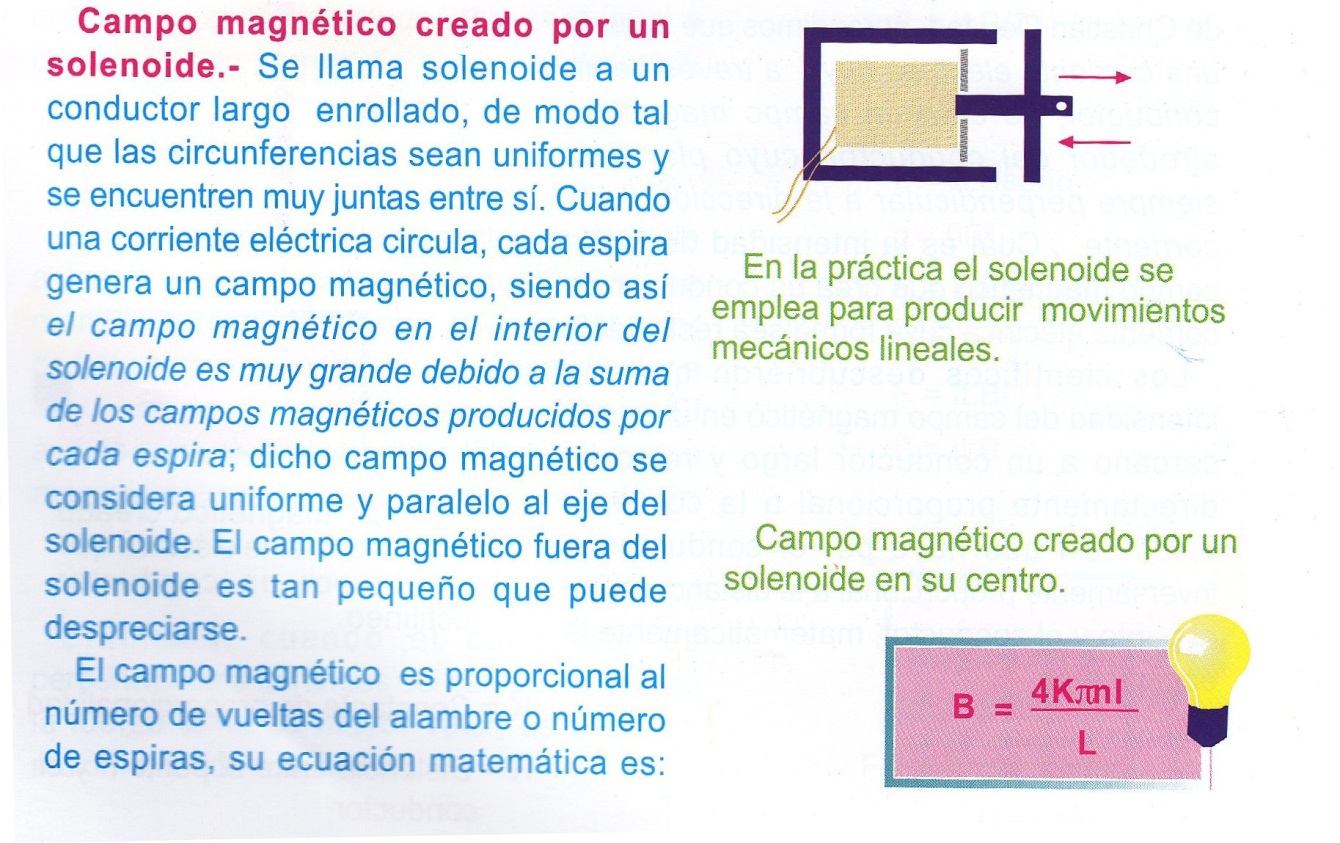 Campo magnético creado por un
solenoide.- Se llama solenoide a un
conductor largo enrollado, de modo tal
que las circunferencias sean uniformes y
se encuentren muy juntas entre sí. Cuando
una corriente eléctrica circula, cada espira
genera un campo magnético, siendo así
el campo magnético en el interior del
solenoide es muy grande debido a la suma
de los campos magnéticos producidos por
cada espira; dicho campo magnético se
considera uniforme y paralelo al eje del
solenoide. El campo magnético fuera del
solenoide es tan pequeño que puede
despreciarse.
El campo magnético es proporcional al
número de vueltas del alambre o número
de espiras, su ecuación matemática es:
En la práctica el solenoide se
emplea para producir movimientos
mecánicos lineales.
Campo magnético creado por un
solenoide en su centro.
B = 4KπnI
L